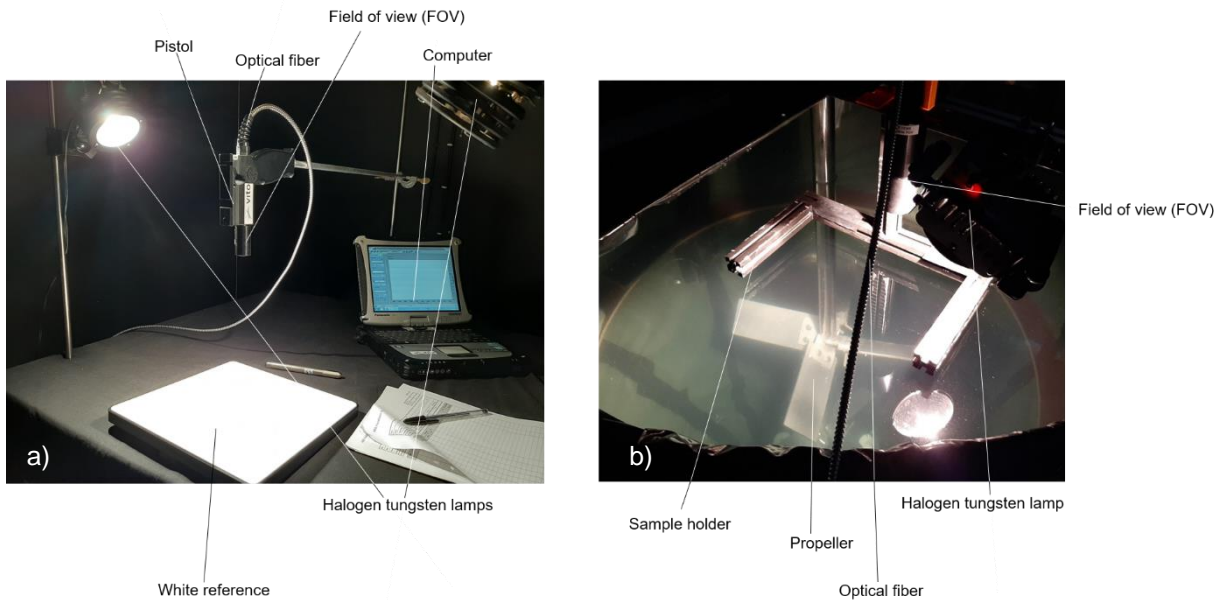 Field of view (FOV)
Pistol
Optical fiber
Computer
vito
a)
Halogen tungsten lamps
White reference
b)
Field of view (FOV)
Halogen tungsten lamp
Sample holder
Propeller
Optical fiber